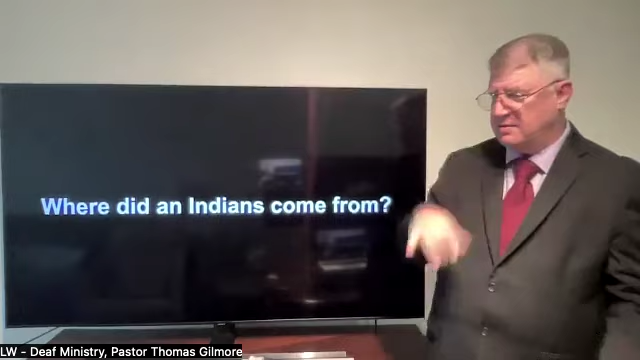 Where did an Indians come from?
LW - Deaf Ministry, Pastor Thomas Gilmore